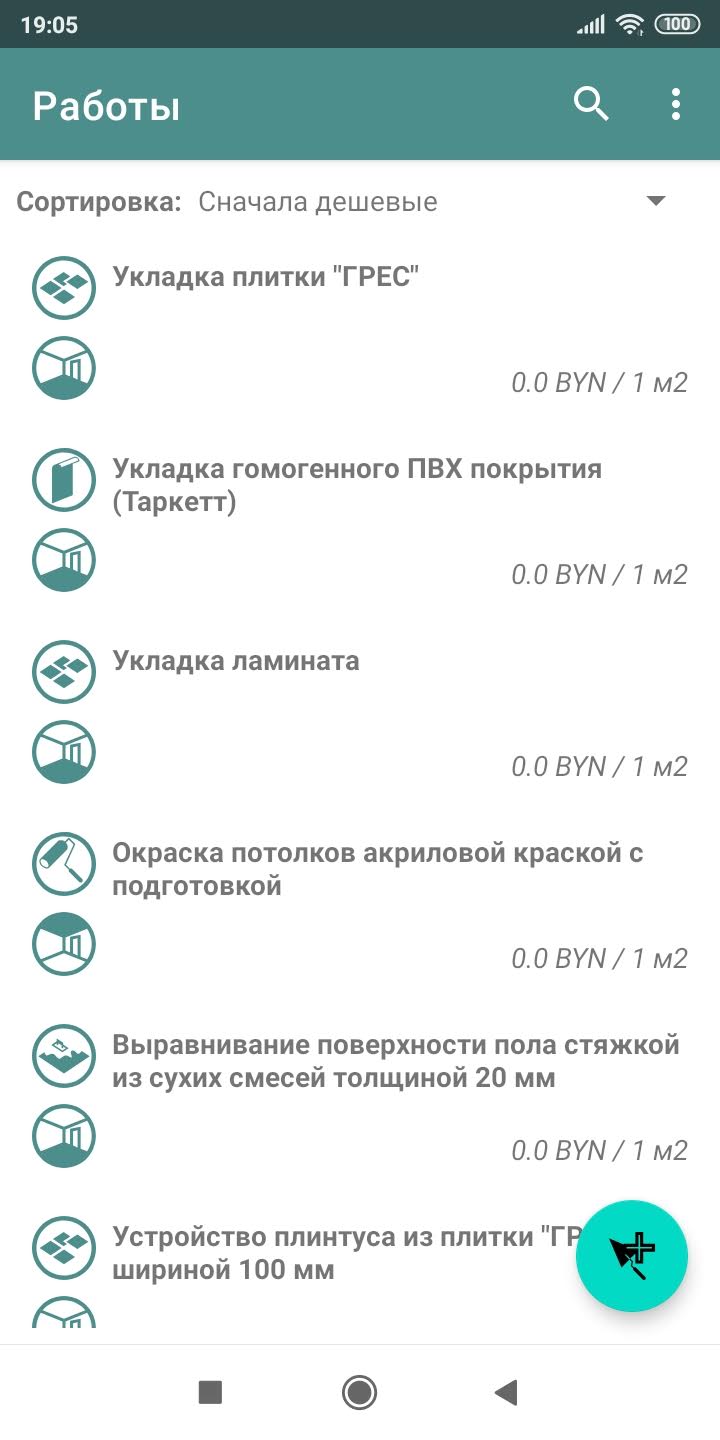 19:05
100
Работы
Сортировка: Сначала дешевые
Укладка плитки "ГРЕС"
0.0 BYN / 1 м2
Укладка гомогенного ПВХ покрытия
(Таркетт)
0.0 BYN / 1 м2
Укладка ламината
0.0 BYN / 1 м2
Окраска потолков акриловой краской с
подготовкой
0.0 BYN / 1 м2
Выравнивание поверхности пола стяжкой
из сухих смесей толщиной 20 мм
0.0 BYN / 1 м2
Устройство плинтуса из плитки
шириной 100 мм